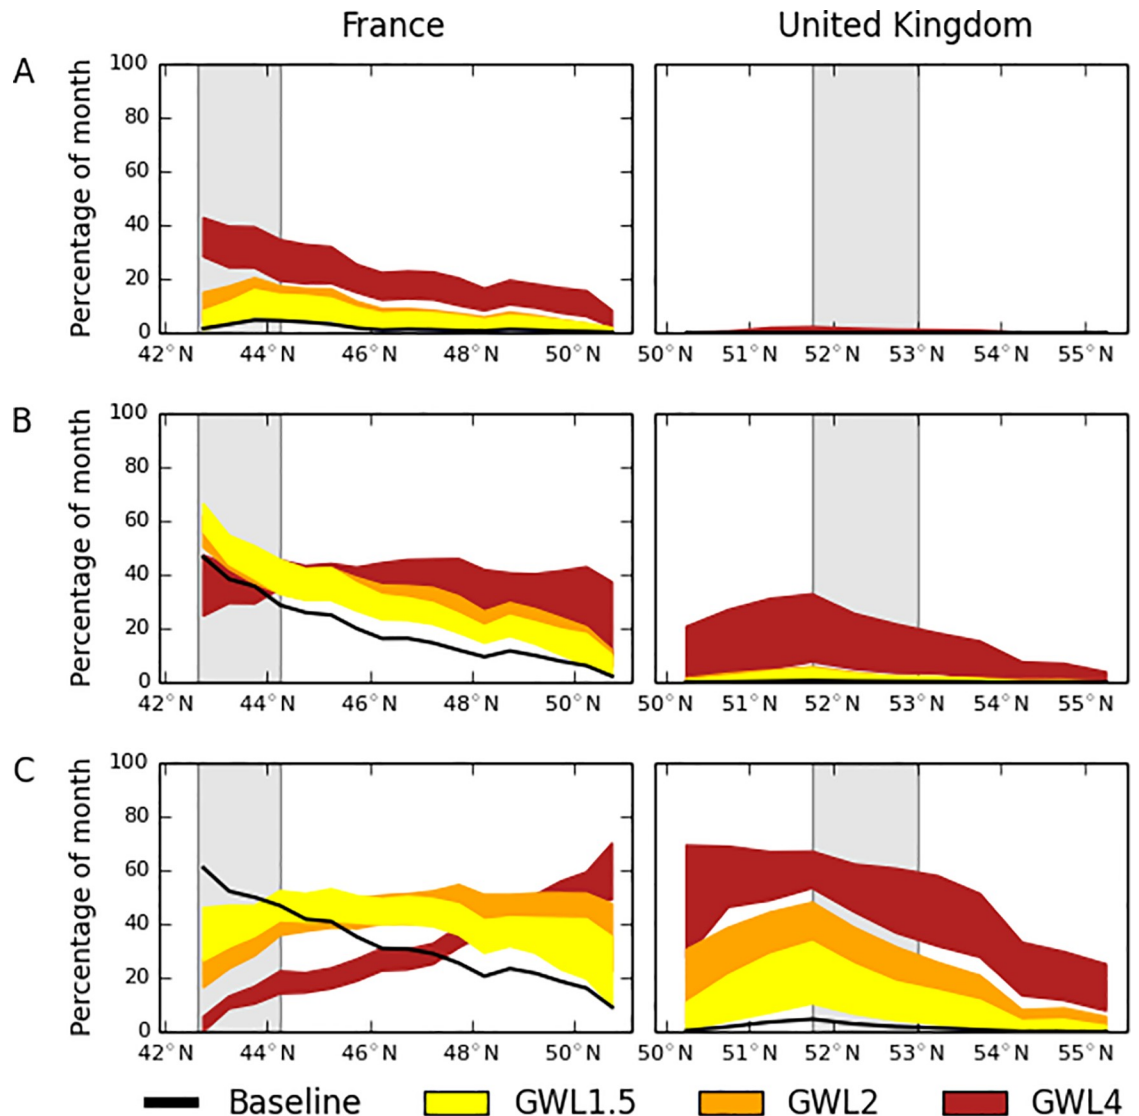 France United Kingdom
A
Percentage of month
100
80
60
40
20
0
42°N 44°N 46°N 48°N 50°N 50°N 51°N 52°N 53°N 54°N 55°N
B
Percentage of month
100
80
60
40
20
0
42°N 44°N 46°N 48°N 50°N 50°N 51°N 52°N 53°N 54°N 55°N
C
Percentage of month
100
80
60
40
20
0
42°N 44°N 46°N 48°N 50°N 50°N 51°N 52°N 53°N 54°N 55°N
Baseline GWL1.5 GWL2 GWL4